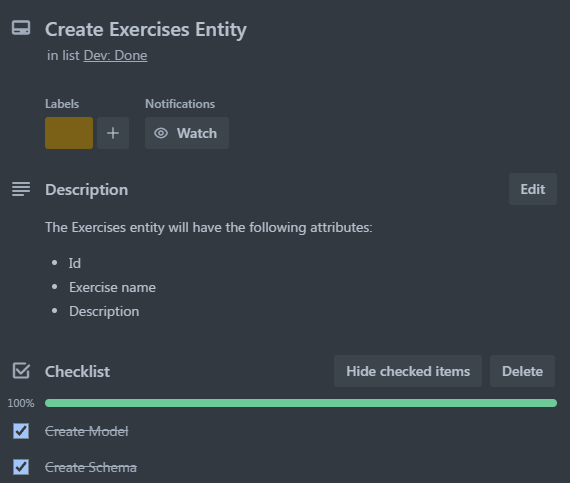 Create Exercises Entity
in list Dev: Done
Labels
Notifications
+
Watch
Description
Edit
The Exercises entity will have the following attributes:
• Id
• Exercise name
• Description
Checklist
Hide checked items
Delete
100%
Create Model
Create Schema